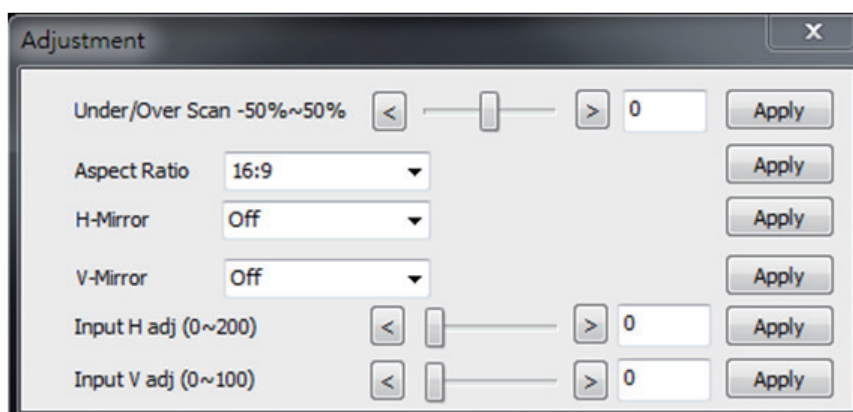 Adjustment x
Under/Over Scan -50%~50% < > 0 Apply
Aspect Ratio 16:9 Apply
H-Mirror Off Apply
V-Mirror Off Apply
Input H adj (0~200) < > 0 Apply
Input V adj (0~100) < > 0 Apply